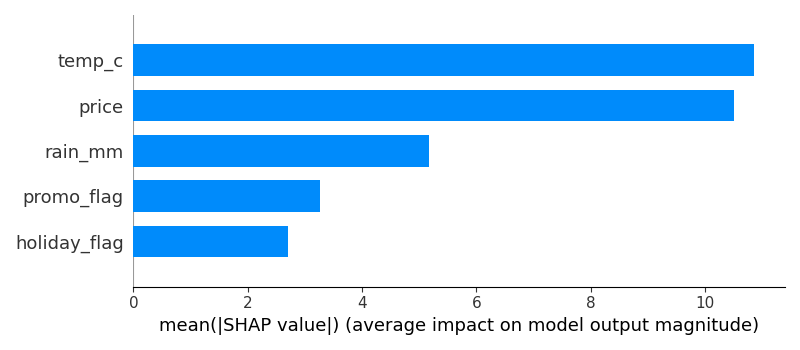 temp_c
price
rain_mm
promo_flag
holiday_flag
0 2 4 6 8 10
mean(|SHAP value|) (average impact on model output magnitude)